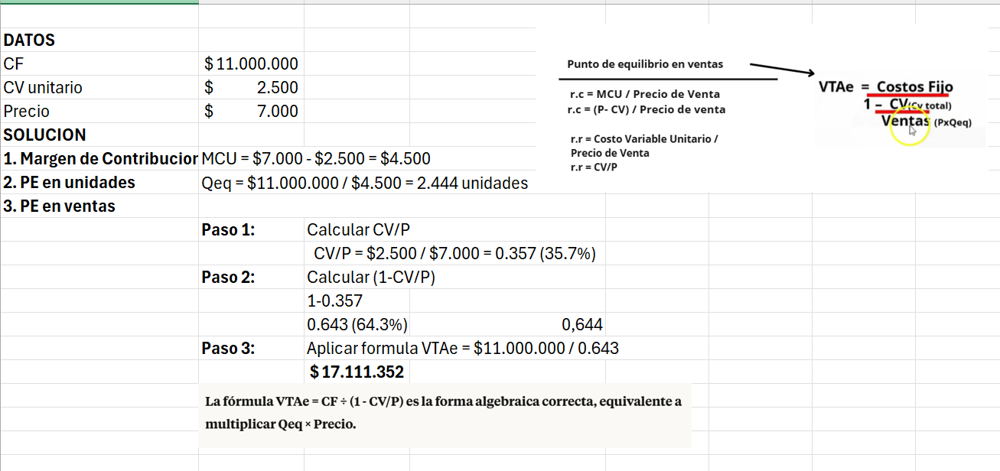 DATOS
CF $ 11.000.000
CV unitario $ 2.500
Precio $ 7.000
SOLUCION
1. Margen de Contribucior MCU = $7.000 - $2.500 = $4.500
2. PE en unidades Qeq = $11.000.000 / $4.500 = 2.444 unidades
3. PE en ventas
Paso 1: Calcular CV/P
CV/P = $2.500 / $7.000 = 0.357 (35.7%)
Paso 2: Calcular (1-CV/P)
1-0.357
0.643 (64.3%) 0,644
Paso 3: Aplicar formula VTAe = $11.000.000 / 0.643
$ 17.111.352
La fórmula VTAe = CF ÷ (1 - CV/P) es la forma algebraica correcta, equivalente a
multiplicar Qeq × Precio.
Punto de equilibrio en ventas
r.c = MCU / Precio de Venta
r.c = (P- CV) / Precio de venta
r.r = Costo Variable Unitario /
Precio de Venta
r.r = CV/P
VTAe = Costos Fijo
1 - CV(Cv total)
Ventas (PxQeq)